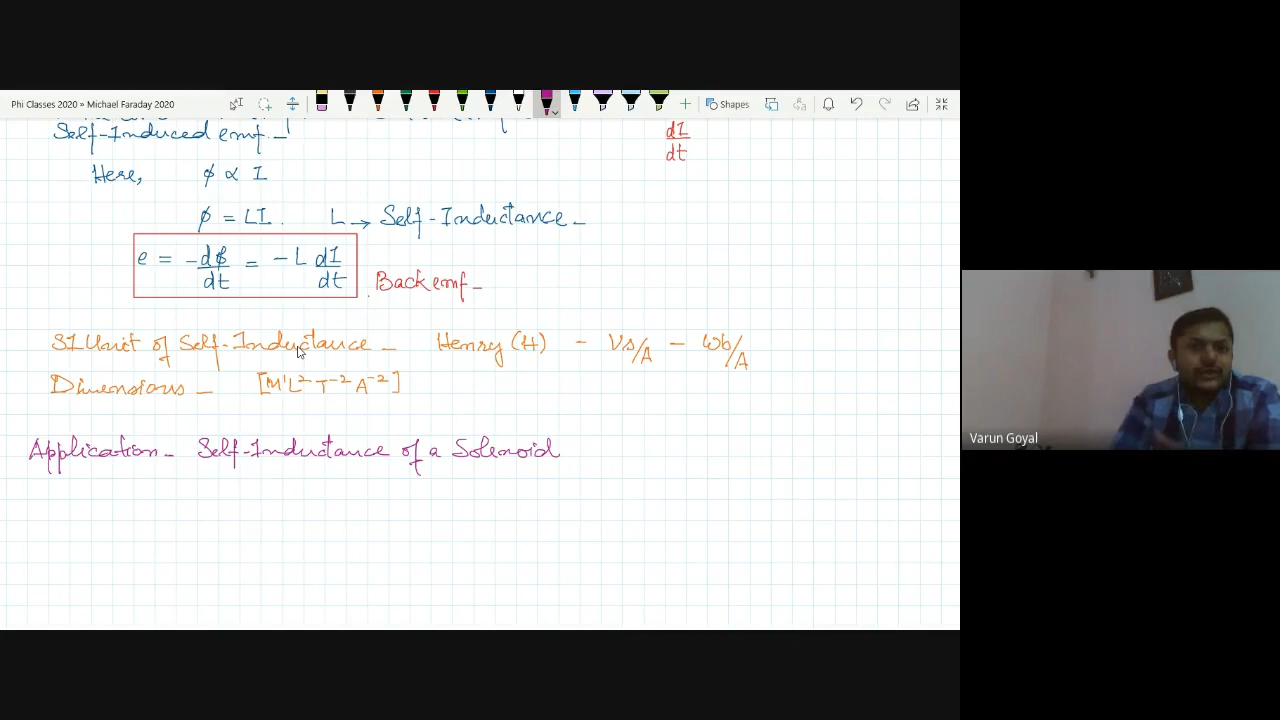 Phi Classes 2020 » Michael Faraday 2020
Shapes
Self-Induced emf. -
dI/dt
Here, ϕ ∝ I
ϕ = LI. L → Self-Inductance -
e = -dϕ/dt = -L dI/dt
Back emf -
SI Unit of Self-Inductance - Henry (H) - Vs/A - Wb/A
Dimensions - [M¹L² T⁻² A⁻²]
Application - Self-Inductance of a Solenoid
Varun Goyal